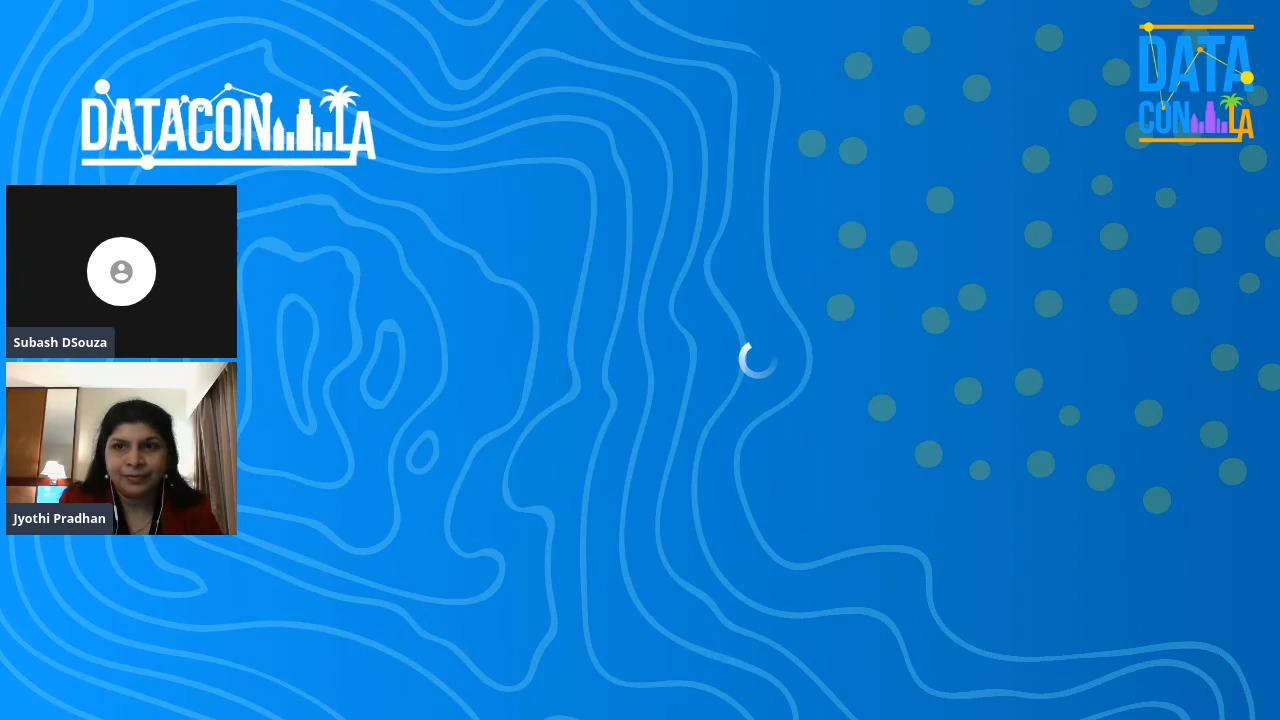 DATACON LA
DATA
CON LA
Subash DSouza
Jyothi Pradhan